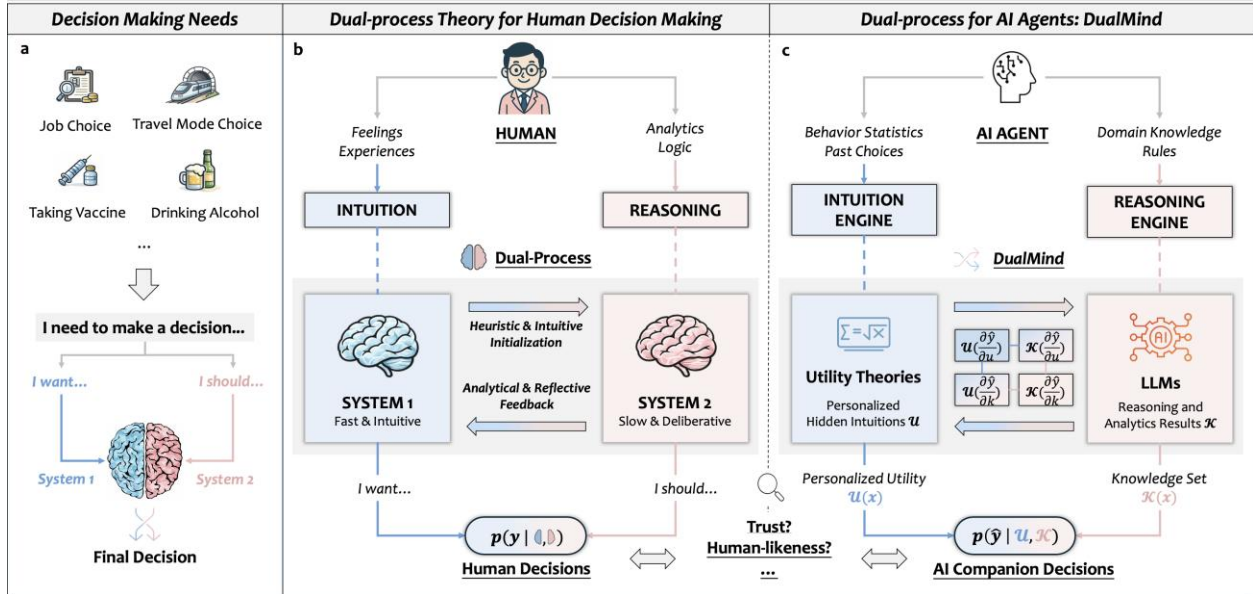 Decision Making Needs
a
Job Choice
Travel Mode Choice
Taking Vaccine
Drinking Alcohol
...
I need to make a decision...
I want...
I should...
System 1
System 2
Final Decision
Dual-process Theory for Human Decision Making
b
HUMAN
Feelings
Experiences
Analytics
Logic
INTUITION
REASONING
Dual-Process
Heuristic & Intuitive
Initialization
Analytical & Reflective
Feedback
SYSTEM 1
Fast & Intuitive
SYSTEM 2
Slow & Deliberative
I want...
I should...
p(y | , )
Human Decisions
Trust?
Human-likeness?
...
Dual-process for AI Agents: DualMind
c
AI AGENT
Behavior Statistics
Past Choices
Domain Knowledge
Rules
INTUITION
ENGINE
REASONING
ENGINE
DualMind
Σ=√x
AI
𝒰(∂ŷ/∂u)
𝒦(∂ŷ/∂u)
𝒰(∂ŷ/∂k)
𝒦(∂ŷ/∂k)
Utility Theories
Personalized
Hidden Intuitions 𝒰
LLMs
Reasoning and
Analytics Results 𝒦
Personalized Utility
𝒰(x)
Knowledge Set
𝒦(x)
p(ŷ | 𝒰, 𝒦)
AI Companion Decisions